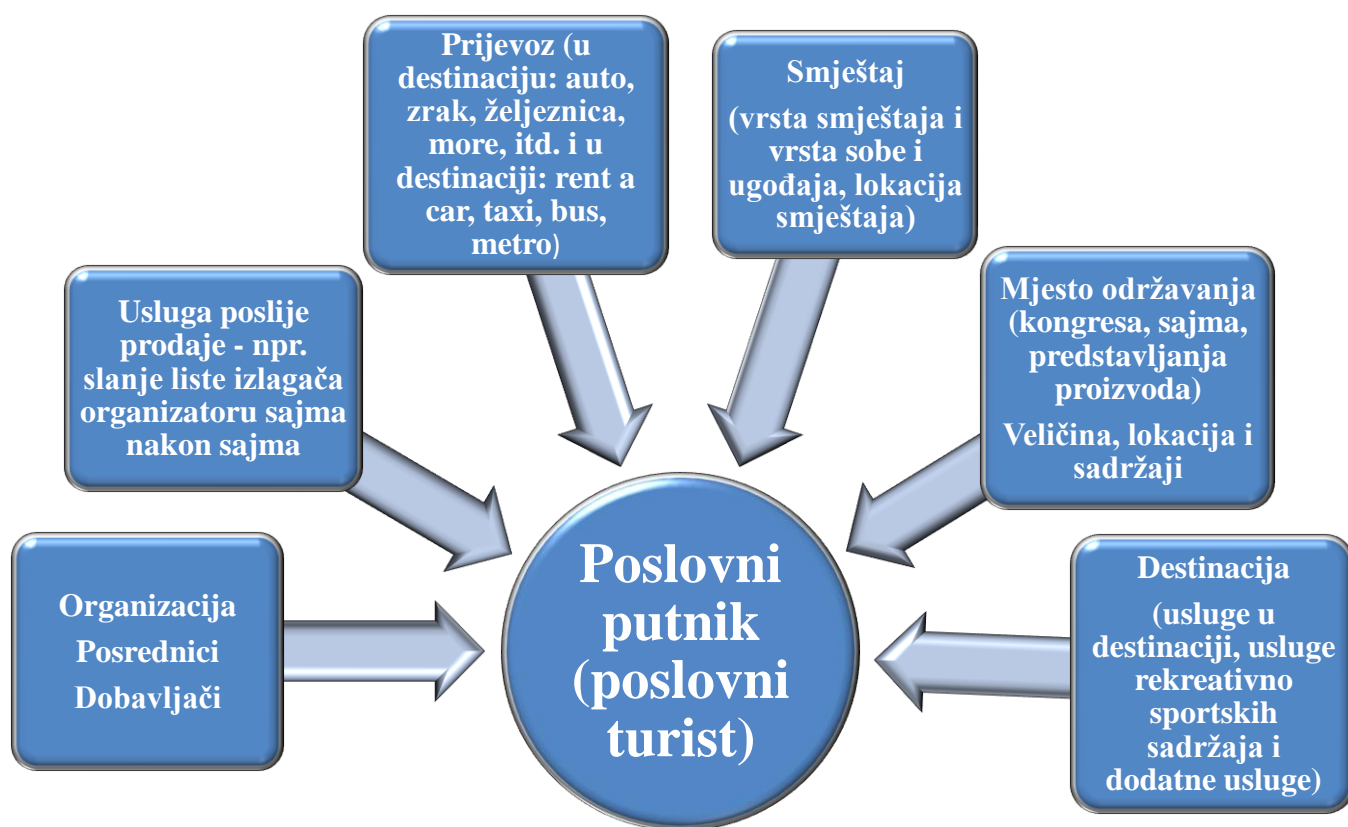 Prijevoz (u
destinaciju: auto,
zrak, željeznica,
more, itd. i u
destinaciji: rent a
car, taxi, bus,
metro)
Smještaj
(vrsta smještaja i
vrsta sobe i
ugođaja, lokacija
smještaja)
Usluga poslije
prodaje - npr.
slanje liste izlagača
organizatoru sajma
nakon sajma
Mjesto održavanja
(kongresa, sajma,
predstavljanja
proizvoda)
Veličina, lokacija i
sadržaji
Organizacija
Posrednici
Dobavljači
Poslovni
putnik
(poslovni
turist)
Destinacija
(usluge u
destinaciji, usluge
rekreativno
sportskih
sadržaja i
dodatne usluge)